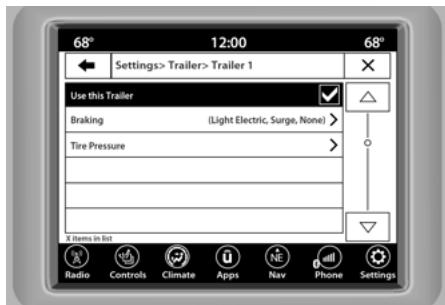 68° 12:00 68°
Settings> Trailer> Trailer 1
Use this Trailer
Braking (Light Electric, Surge, None)
Tire Pressure
X items in list
NE
Radio Controls Climate Apps Nav Phone Settings